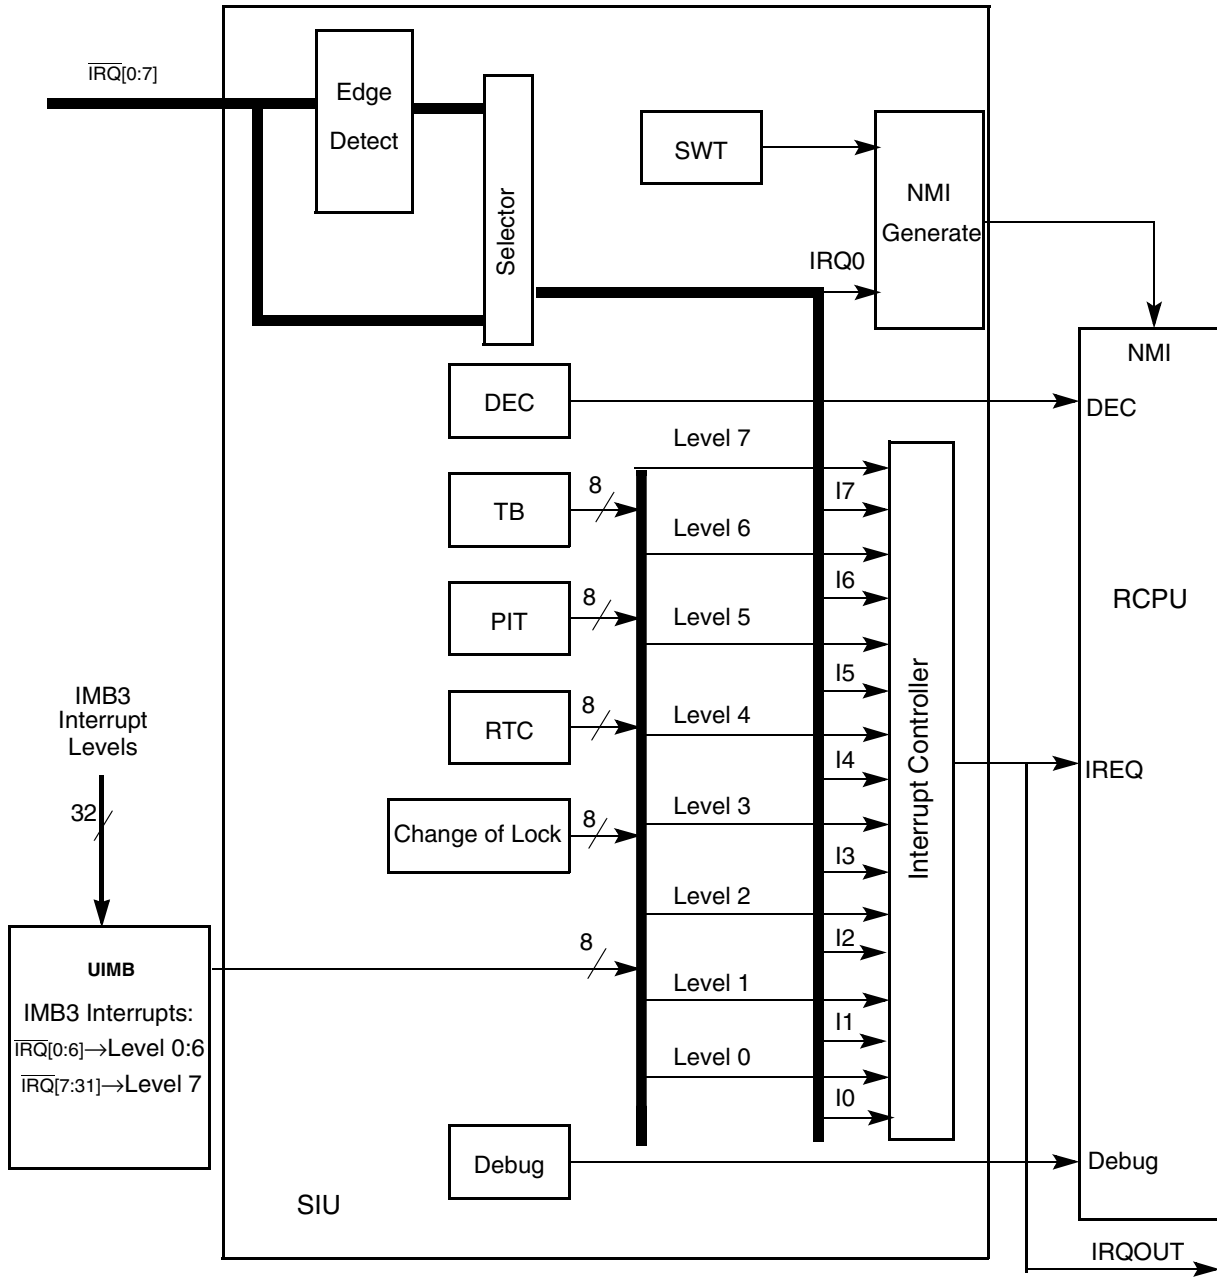 IRQ[0:7]
Edge
Detect
Selector
SWT
NMI
Generate
IRQ0
NMI
DEC
DEC
Level 7
8
TB
I7
Level 6
I6
8
PIT
Level 5
RCPU
I5
IMB3
Interrupt
Levels
8
RTC
Level 4
Interrupt Controller
I4
IREQ
32
Change of Lock
8
Level 3
I3
Level 2
I2
8
UIMB
IMB3 Interrupts:
IRQ[0:6]→Level 0:6
IRQ[7:31]→Level 7
Level 1
I1
Level 0
I0
Debug
Debug
SIU
IRQOUT